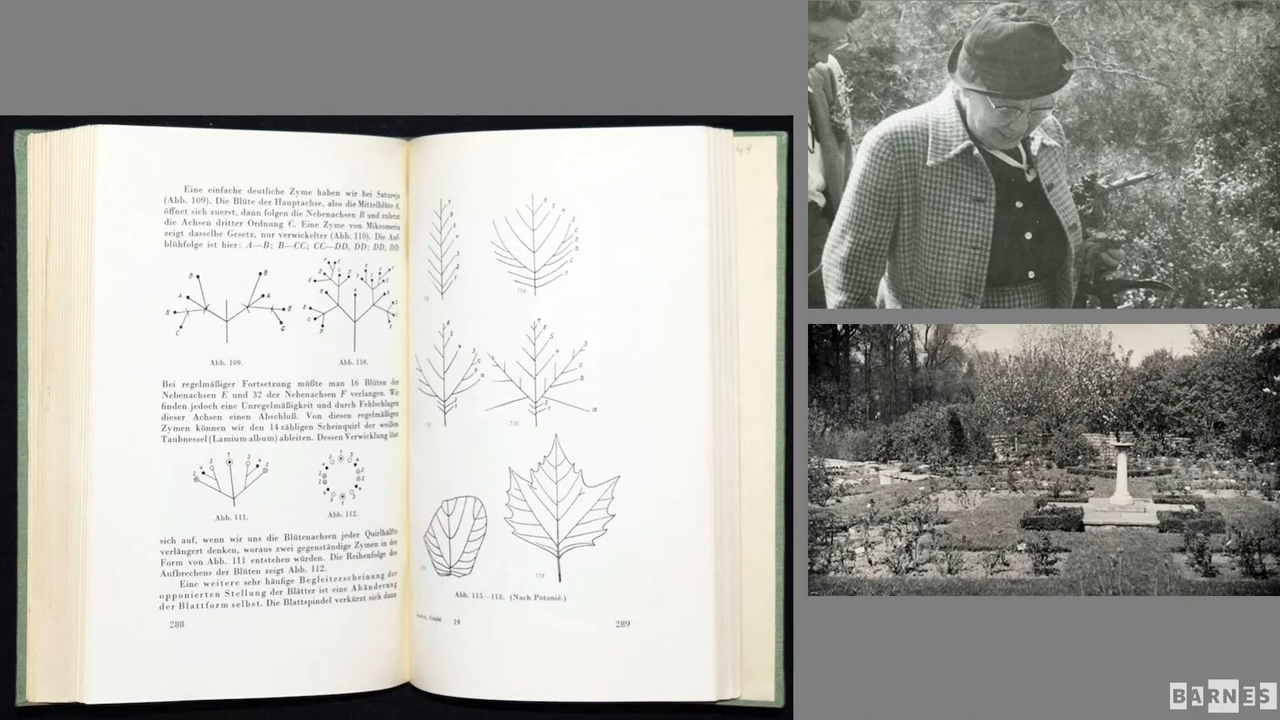 Eine einfache deutliche Zyme haben wir bei Satureja
(Abb. 109). Die Blüte der Hauptachse, also die Mittelblüte A,
öffnet sich zuerst, dann folgen die Nebenachsen B und zuletzt
die Achsen dritter Ordnung C. Eine Zyme von Mikromeria
zeigt dasselbe Gesetz, nur verwickelter (Abb. 110). Die Auf-
blühfolge ist hier: A—B; B—CC; CC—DD, DD; DD, DD.
Abb. 109.
Abb. 110.
Bei regelmäßiger Fortsetzung müßte man 16 Blüten der
Nebenachsen E und 32 der Nebenachsen F verlangen. Wir
finden jedoch eine Unregelmäßigkeit und durch Fehlschlagen
dieser Achsen einen Abschluß. Von diesen regelmäßigen
Zymen können wir den 14zähligen Scheinquirl der weißen
Taubnessel (Lamium album) ableiten. Dessen Verwicklung löst
Abb. 111.
Abb. 112.
sich auf, wenn wir uns die Blütenachsen jeder Quirlhälfte
verlängert denken, woraus zwei gegenständige Zymen in der
Form von Abb. 111 entstehen würden. Die Reihenfolge des
Aufbrechens der Blüten zeigt Abb. 112.
Eine weitere sehr häufige Begleiterscheinung der
opponierten Stellung der Blätter ist eine Abänderung
der Blattform selbst. Die Blattspindel verkürzt sich dann
288
Abb. 115—118. (Nach Potonié.)
19
289
BARNES